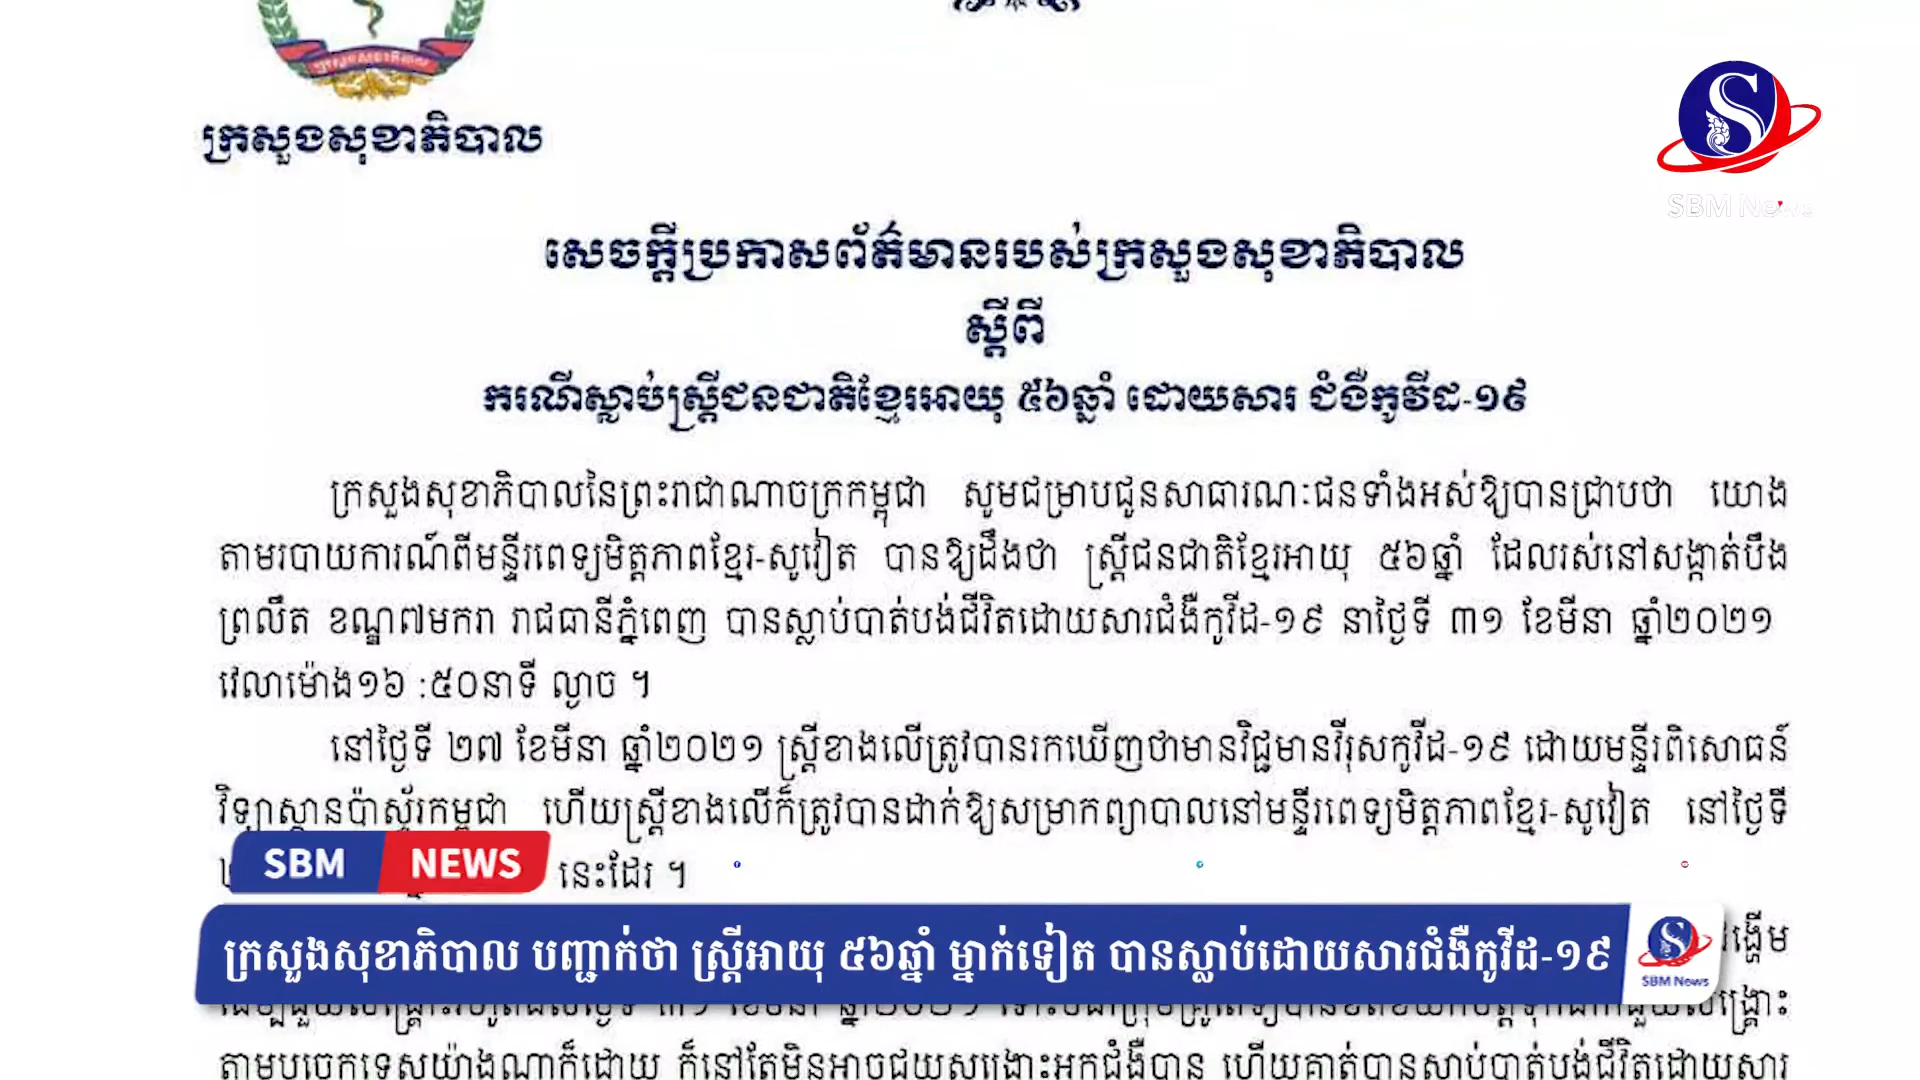 ក្រសួងសុខាភិបាល
SBM News
សេចក្តីប្រកាសព័ត៌មានរបស់ក្រសួងសុខាភិបាល
ស្តីពី
ករណីស្លាប់ស្ត្រីជនជាតិខ្មែរអាយុ ៥៦ឆ្នាំ ដោយសារ ជំងឺកូវីដ-១៩
ក្រសួងសុខាភិបាលនៃព្រះរាជាណាចក្រកម្ពុជា សូមជម្រាបជូនសាធារណៈជនទាំងអស់ឱ្យបានជ្រាបថា យោង
តាមរបាយការណ៍ពីមន្ទីរពេទ្យមិត្តភាពខ្មែរ-សូវៀត បានឱ្យដឹងថា ស្ត្រីជនជាតិខ្មែរអាយុ ៥៦ឆ្នាំ ដែលរស់នៅសង្កាត់បឹង
ព្រលឹត ខណ្ឌ៧មករា រាជធានីភ្នំពេញ បានស្លាប់បាត់បង់ជីវិតដោយសារជំងឺកូវីដ-១៩ នាថ្ងៃទី ៣១ ខែមីនា ឆ្នាំ២០២១
វេលាម៉ោង១៦ :៥០នាទី ល្ងាច ។
នៅថ្ងៃទី ២៧ ខែមីនា ឆ្នាំ២០២១ ស្ត្រីខាងលើត្រូវបានរកឃើញថាមានវិជ្ជមានវីរុសកូវីដ-១៩ ដោយមន្ទីរពិសោធន៍
វិទ្យាស្ថានប៉ាស្ទ័រកម្ពុជា ហើយស្ត្រីខាងលើក៏ត្រូវបានដាក់ឱ្យសម្រាកព្យាបាលនៅមន្ទីរពេទ្យមិត្តភាពខ្មែរ-សូវៀត នៅថ្ងៃទី
នេះដែរ ។
SBM NEWS
ក្រសួងសុខាភិបាល បញ្ជាក់ថា ស្ត្រីអាយុ ៥៦ឆ្នាំ ម្នាក់ទៀត បានស្លាប់ដោយសារជំងឺកូវីដ-១៩
SBM News
តាមបច្ចេកទេសយ៉ាងណាក៏ដោយ ក៏នៅតែមិនអាចជួយសង្គ្រោះអ្នកជំងឺបាន ហើយគាត់បានស្លាប់បាត់បង់ជីវិតដោយសារ